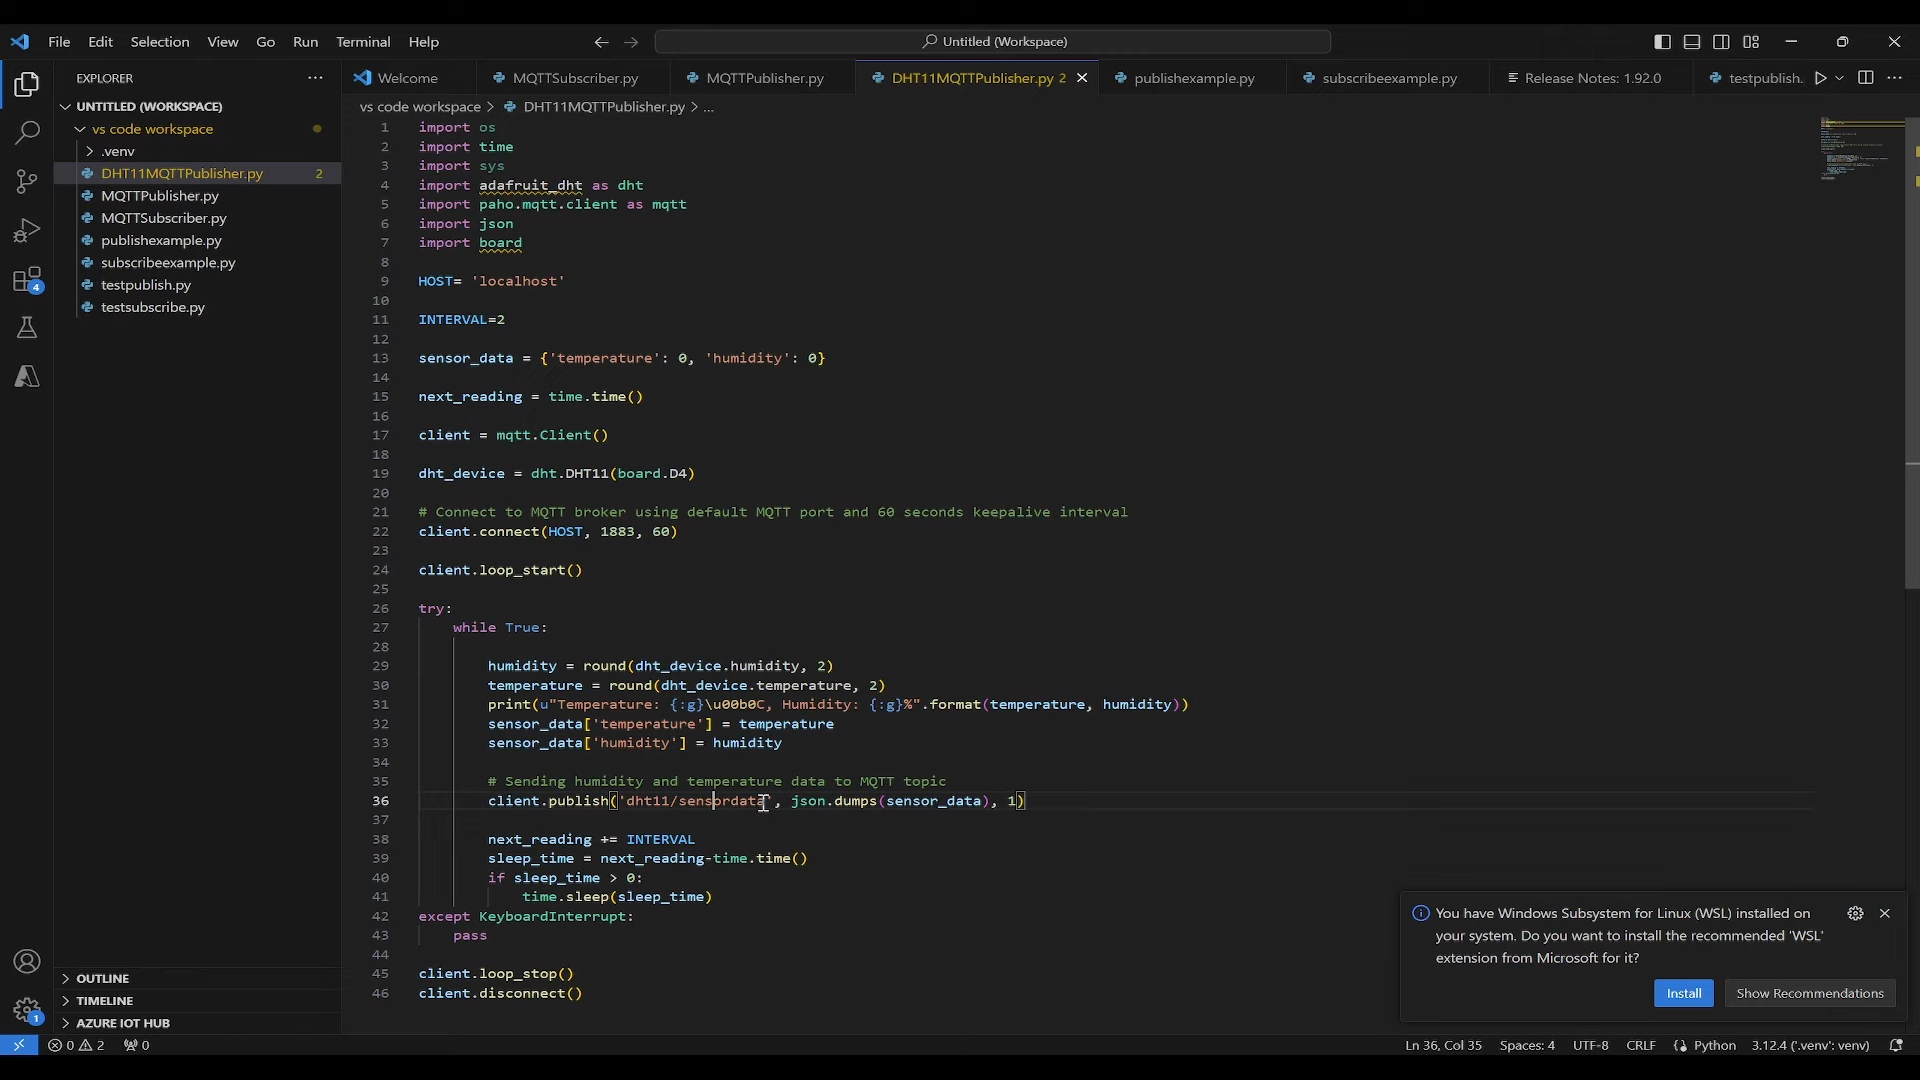 File Edit Selection View Go Run Terminal Help
Untitled (Workspace)
EXPLORER
UNTITLED (WORKSPACE)
vs code workspace
.venv
DHT11MQTTPublisher.py 2
MQTTPublisher.py
MQTTSubscriber.py
publishexample.py
subscribeexample.py
testpublish.py
testsubscribe.py
4
1
OUTLINE
TIMELINE
AZURE IOT HUB
Welcome MQTTSubscriber.py MQTTPublisher.py DHT11MQTTPublisher.py 2 publishexample.py subscribeexample.py Release Notes: 1.92.0 testpublish.
vs code workspace > DHT11MQTTPublisher.py > ...
1 import os
2 import time
3 import sys
4 import adafruit_dht as dht
5 import paho.mqtt.client as mqtt
6 import json
7 import board
8
9 HOST= 'localhost'
10
11 INTERVAL=2
12
13 sensor_data = {'temperature': 0, 'humidity': 0}
14
15 next_reading = time.time()
16
17 client = mqtt.Client()
18
19 dht_device = dht.DHT11(board.D4)
20
21 # Connect to MQTT broker using default MQTT port and 60 seconds keepalive interval
22 client.connect(HOST, 1883, 60)
23
24 client.loop_start()
25
26 try:
27 while True:
28
29 humidity = round(dht_device.humidity, 2)
30 temperature = round(dht_device.temperature, 2)
31 print(u"Temperature: {:g}\u00b0C, Humidity: {:g}%".format(temperature, humidity))
32 sensor_data['temperature'] = temperature
33 sensor_data['humidity'] = humidity
34
35 # Sending humidity and temperature data to MQTT topic
36 client.publish('dht11/sensordata', json.dumps(sensor_data), 1)
37
38 next_reading += INTERVAL
39 sleep_time = next_reading-time.time()
40 if sleep_time > 0:
41 time.sleep(sleep_time)
42 except KeyboardInterrupt:
43 pass
44
45 client.loop_stop()
46 client.disconnect()
You have Windows Subsystem for Linux (WSL) installed on
your system. Do you want to install the recommended 'WSL'
extension from Microsoft for it?
Install Show Recommendations
0 2 0 Ln 36, Col 35 Spaces: 4 UTF-8 CRLF Python 3.12.4 ('.venv': venv)